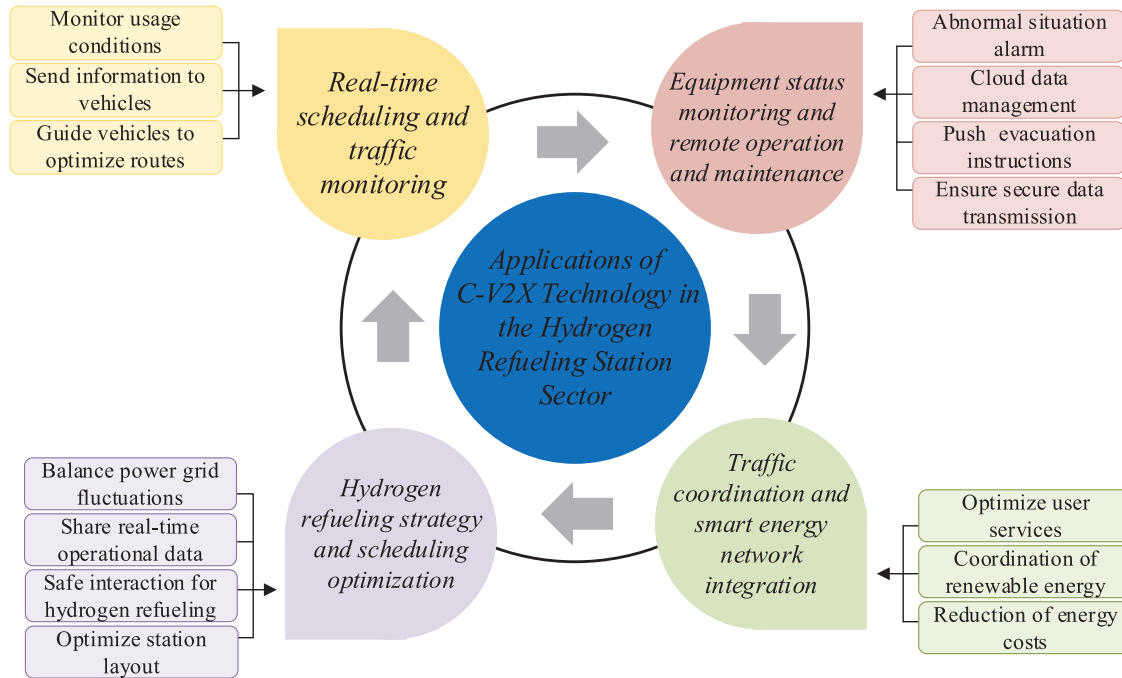 Monitor usage
conditions
Send information to
vehicles
Guide vehicles to
optimize routes
Real-time
scheduling and
traffic
monitoring
Equipment status
monitoring and
remote operation
and maintenance
Abnormal situation
alarm
Cloud data
management
Push evacuation
instructions
Ensure secure data
transmission
Applications of
C-V2X Technology in
the Hydrogen
Refueling Station
Sector
Balance power grid
fluctuations
Share real-time
operational data
Safe interaction for
hydrogen refueling
Optimize station
layout
Hydrogen
refueling strategy
and scheduling
optimization
Traffic
coordination and
smart energy
network
integration
Optimize user
services
Coordination of
renewable energy
Reduction of energy
costs